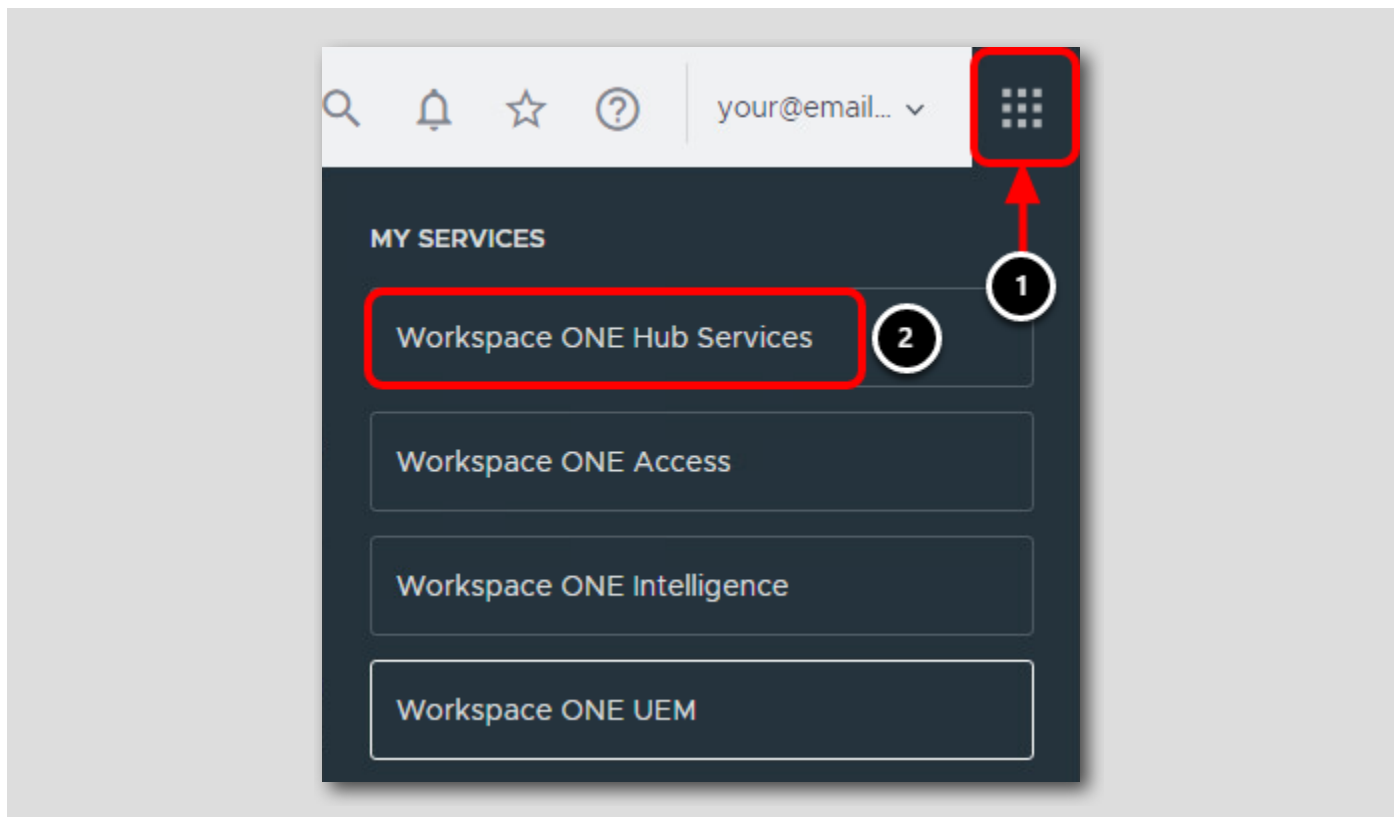 your@email...
MY SERVICES
1
Workspace ONE Hub Services
2
Workspace ONE Access
Workspace ONE Intelligence
Workspace ONE UEM